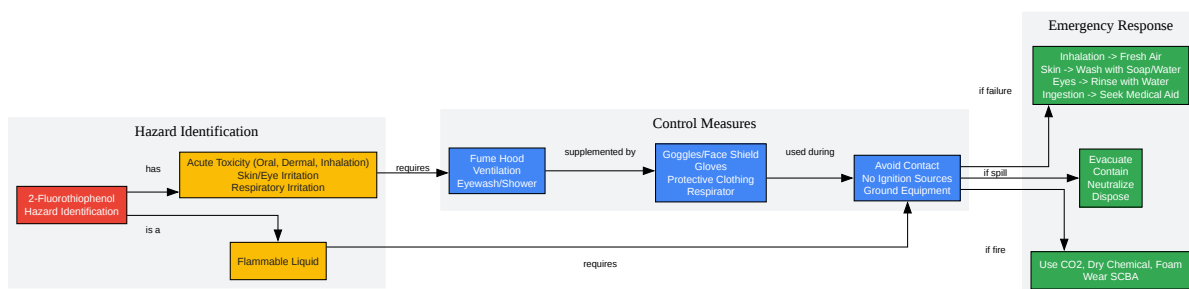 Hazard Identification
2-Fluorothiophenol
Hazard Identification
has
is a
Acute Toxicity (Oral, Dermal, Inhalation)
Skin/Eye Irritation
Respiratory Irritation
Flammable Liquid
requires
requires
Control Measures
Fume Hood
Ventilation
Eyewash/Shower
supplemented by
Goggles/Face Shield
Gloves
Protective Clothing
Respirator
used during
Avoid Contact
No Ignition Sources
Ground Equipment
if failure
if spill
if fire
Emergency Response
Inhalation -> Fresh Air
Skin -> Wash with Soap/Water
Eyes -> Rinse with Water
Ingestion -> Seek Medical Aid
Evacuate
Contain
Neutralize
Dispose
Use CO2, Dry Chemical, Foam
Wear SCBA